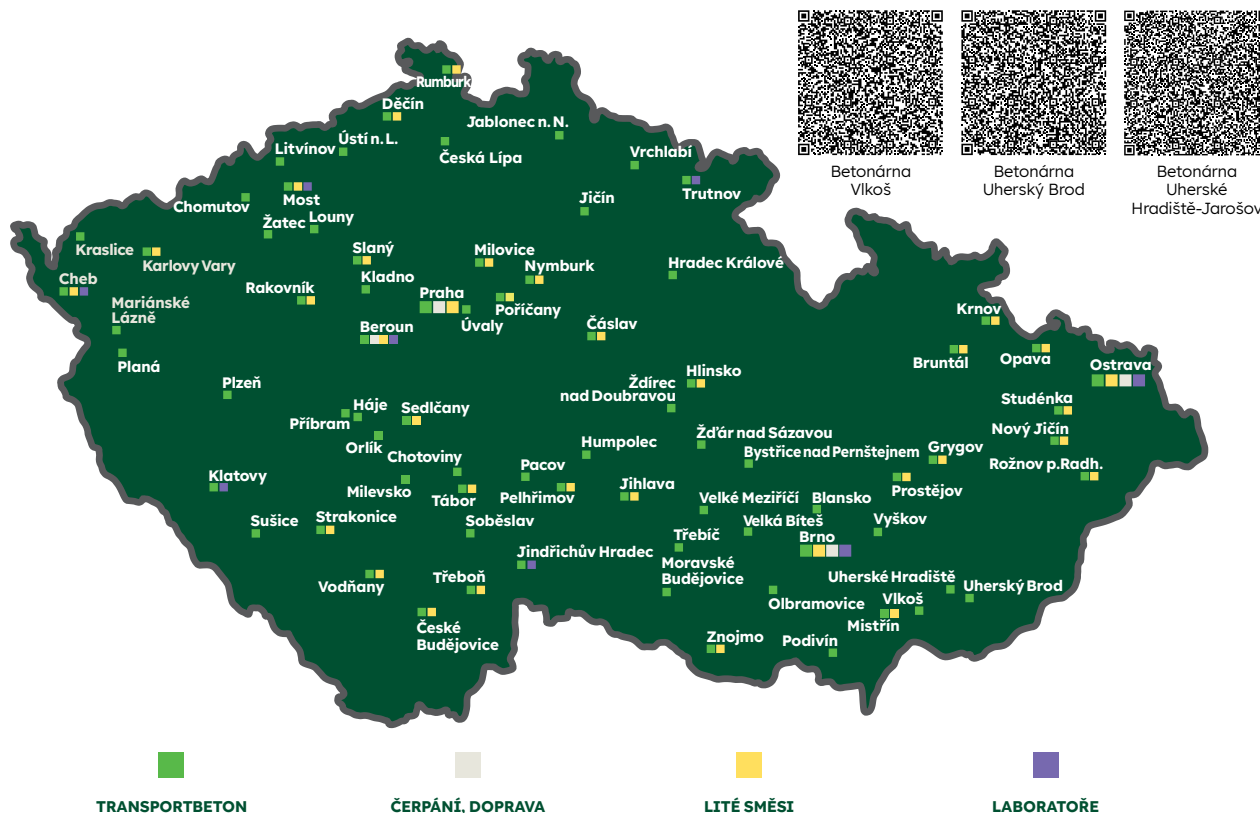 Betonárna
Vlkoš
Betonárna
Uherský Brod
Betonárna
Uherské
Hradiště-Jarošov
Rumburk
Děčín
Jablonec n. N.
Ústí n. L.
Litvínov
Česká Lípa
Vrchlabí
Trutnov
Most
Chomutov
Jičín
Žatec
Louny
Kraslice
Karlovy Vary
Slaný
Milovice
Nymburk
Hradec Králové
Cheb
Kladno
Rakovník
Praha
Mariánské
Lázně
Poříčany
Úvaly
Beroun
Čáslav
Krnov
Planá
Bruntál
Opava
Ostrava
Plzeň
Hlinsko
Ždírec
nad Doubravou
Studénka
Háje
Sedlčany
Příbram
Nový Jičín
Orlík
Humpolec
Žďár nad Sázavou
Bystřice nad Pernštejnem
Grygov
Chotoviny
Rožnov p.Radh.
Pacov
Klatovy
Jihlava
Milevsko
Tábor
Pelhřimov
Prostějov
Velké Meziříčí
Blansko
Sušice
Strakonice
Soběslav
Velká Bíteš
Vyškov
Třebíč
Brno
Jindřichův Hradec
Moravské
Budějovice
Vodňany
Třeboň
Uherské Hradiště
Uherský Brod
Olbramovice
Vlkoš
Mistřín
České
Budějovice
Znojmo
Podivín
TRANSPORTBETON
ČERPÁNÍ, DOPRAVA
LITÉ SMĚSI
LABORATOŘE